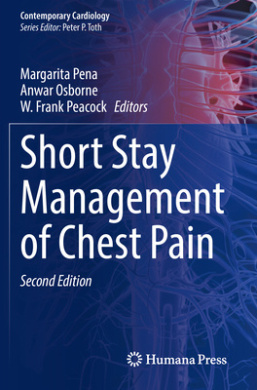 Contemporary Cardiology
Series Editor: Peter P. Toth
Margarita Pena
Anwar Osborne
W. Frank Peacock Editors
Short Stay
Management
of Chest Pain
Second Edition
Humana Press